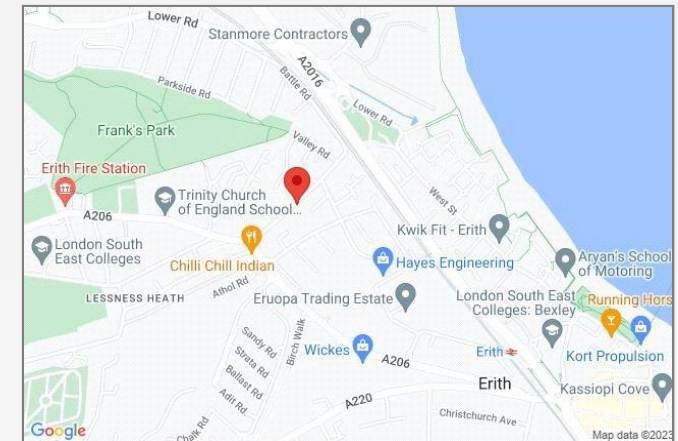 Lower Rd
Stanmore Contractors
A2016
Battle Rd
Parkside Rd
Lower Rd
Frank's Park
Valley Rd
Erith Fire Station
Trinity Church
of England School...
West St
A206
Kwik Fit - Erith
London South
East Colleges
Chilli Chill Indian
Hayes Engineering
Aryan's School
of Motoring
LESSNESS HEATH
Athol Rd
Eruopa Trading Estate
London South East
Colleges: Bexley
Running Hors
Sandy Rd
Birch Walk
Wickes
Strata Rd
A206
Erith
Kort Propulsion
Ballast Rd
Erith
Kassiopi Cove
Adit Rd
A220
Chalk Rd
Christchurch Ave
Google
Map data ©2023